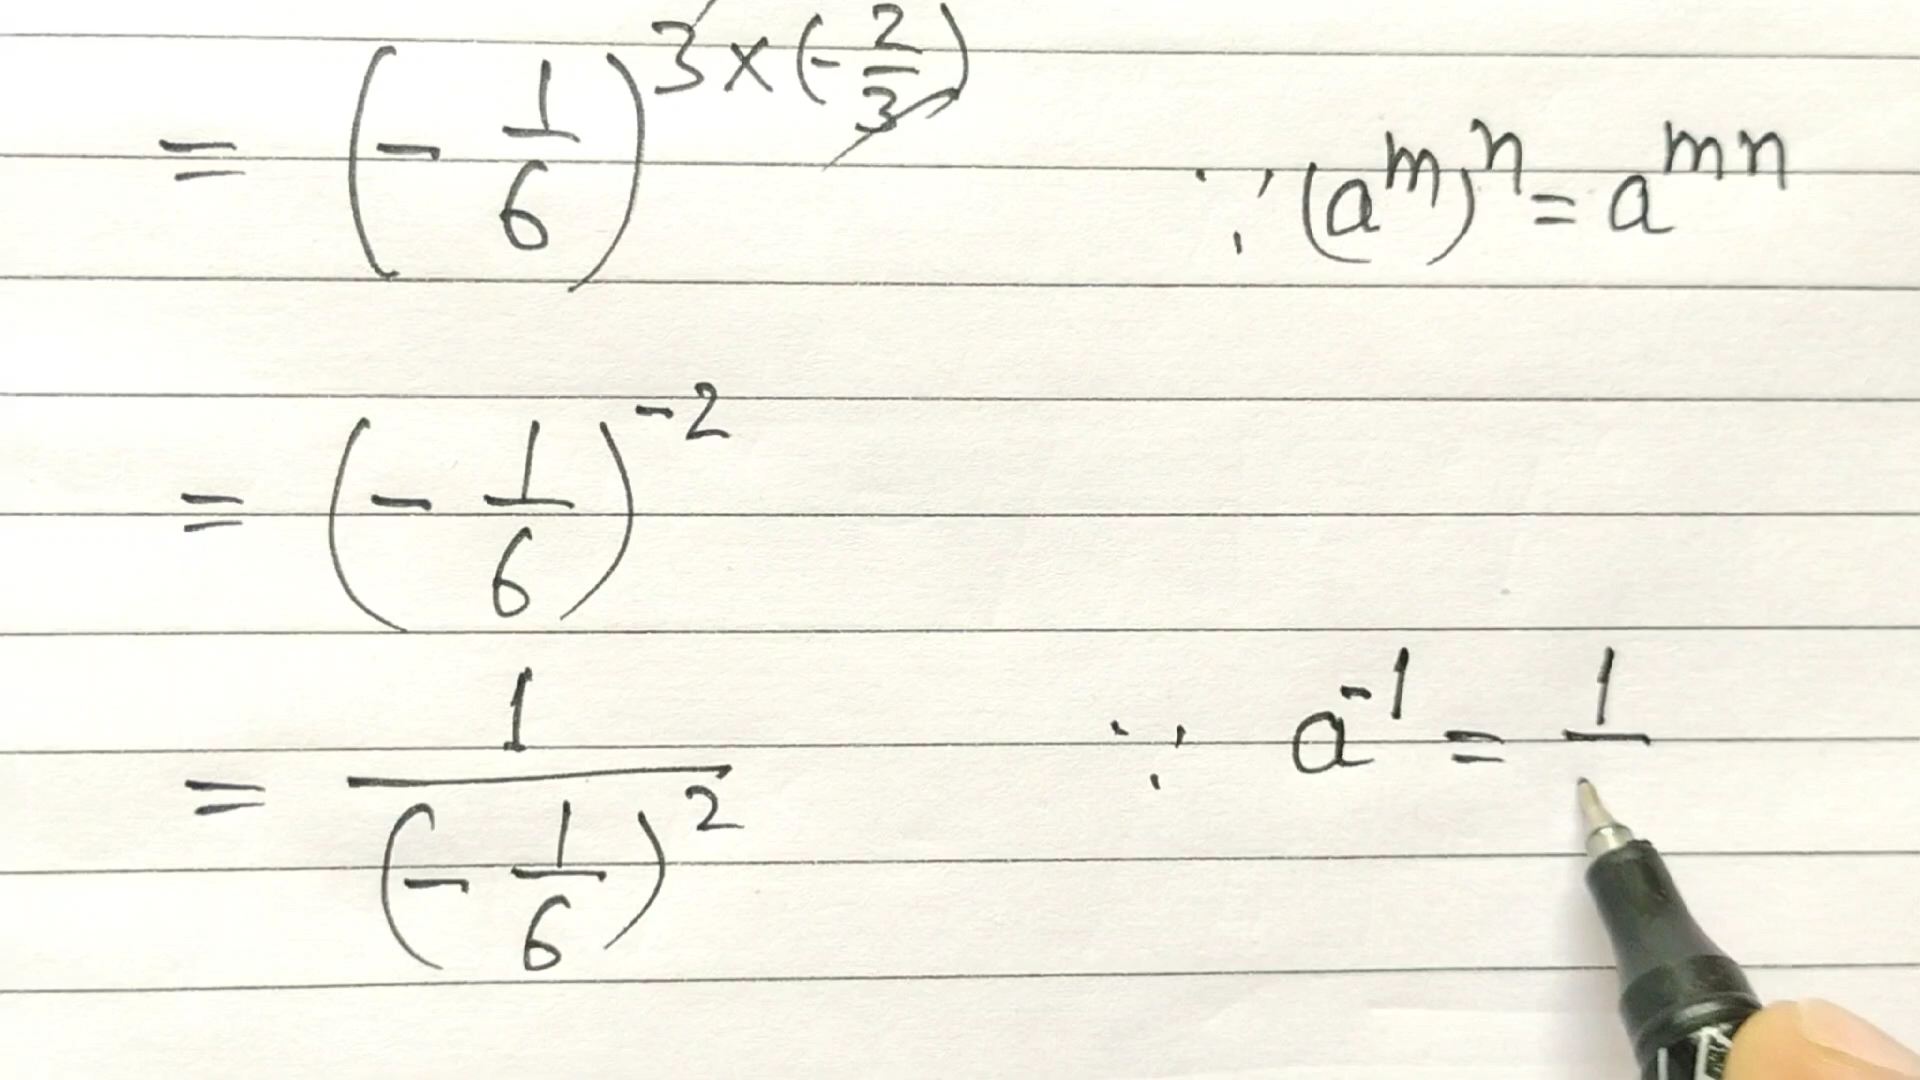 = (- 1/6)^3 × (- 2/3)
∵ (a^m)^n = a^mn
= (- 1/6)^-2
= 1/(- 1/6)^2
∵ a^-1 = 1/